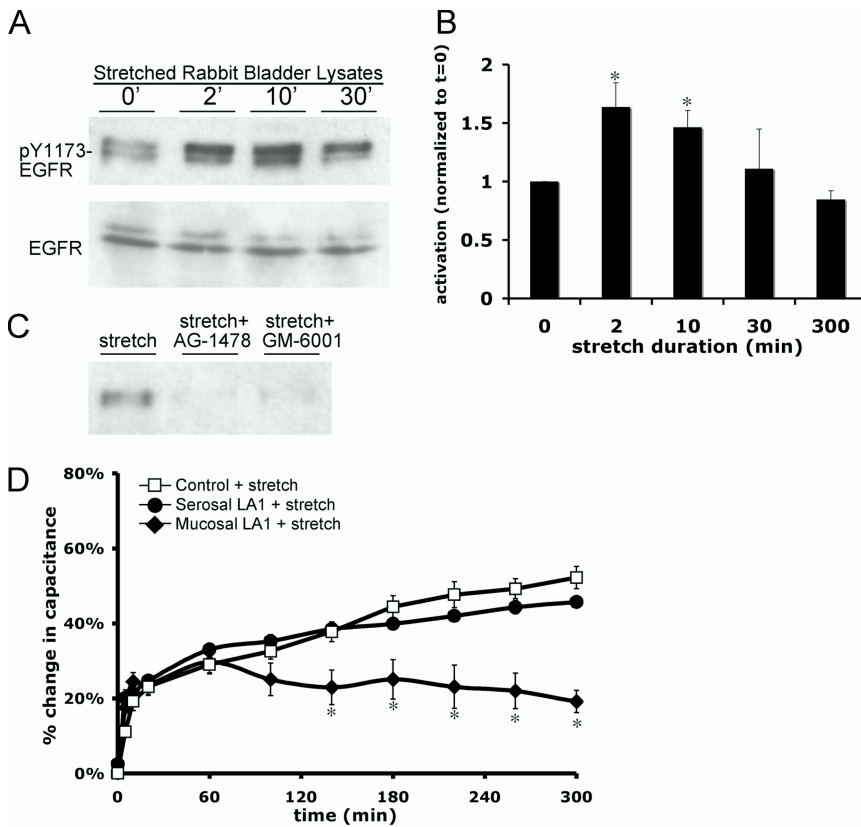 A
Stretched Rabbit Bladder Lysates
0' 2' 10' 30'
pY1173-
EGFR
EGFR
B
activation (normalized to t=0)
2
1.5
1
0.5
0
* *
0 2 10 30 300
stretch duration (min)
C
stretch
stretch+
AG-1478
stretch+
GM-6001
D
% change in capacitance
80%
60%
40%
20%
0%
Control + stretch
Serosal LA1 + stretch
Mucosal LA1 + stretch
* * * * *
0 60 120 180 240 300
time (min)